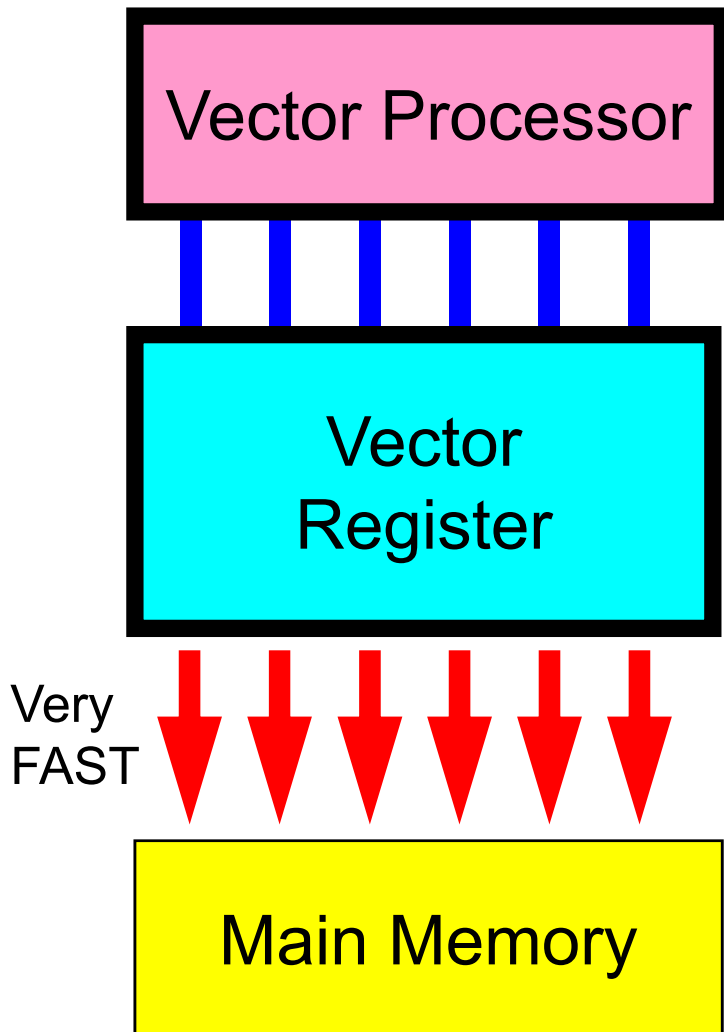 Vector Processor
Vector
Register
Very
FAST
Main Memory